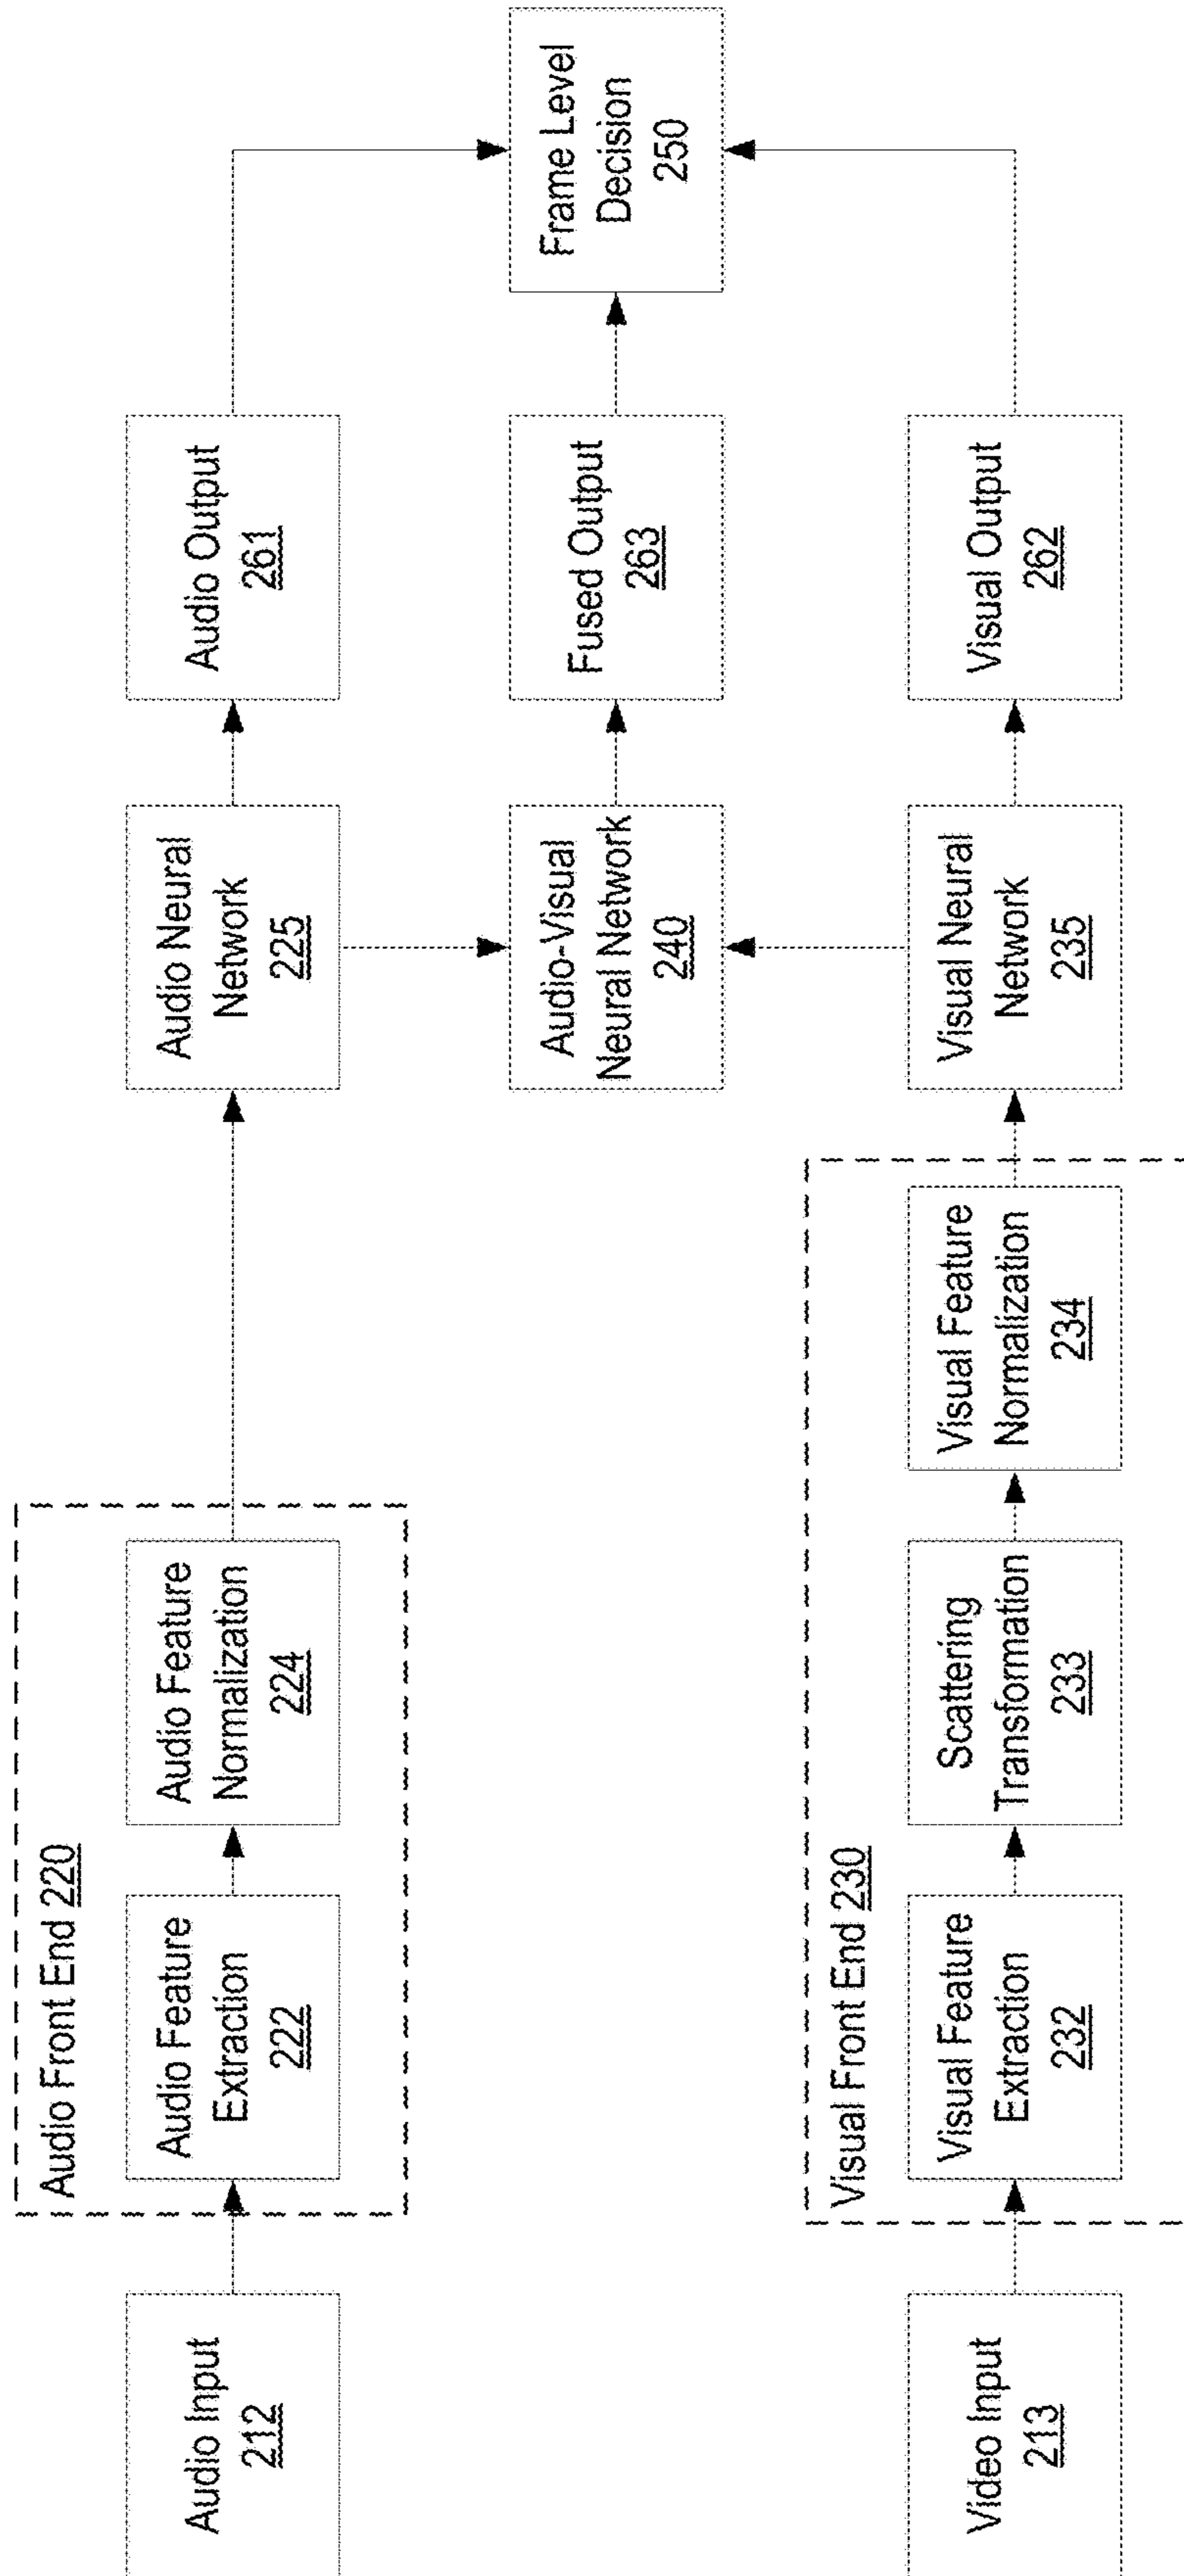 Audio Input
212
Audio Front End 220
Audio Feature
Extraction
222
Audio Feature
Normalization
224
Audio Neural
Network
225
Audio Output
261
Audio-Visual
Neural Network
240
Fused Output
263
Frame Level
Decision
250
Video Input
213
Visual Front End 230
Visual Feature
Extraction
232
Scattering
Transformation
233
Visual Feature
Normalization
234
Visual Neural
Network
235
Visual Output
262